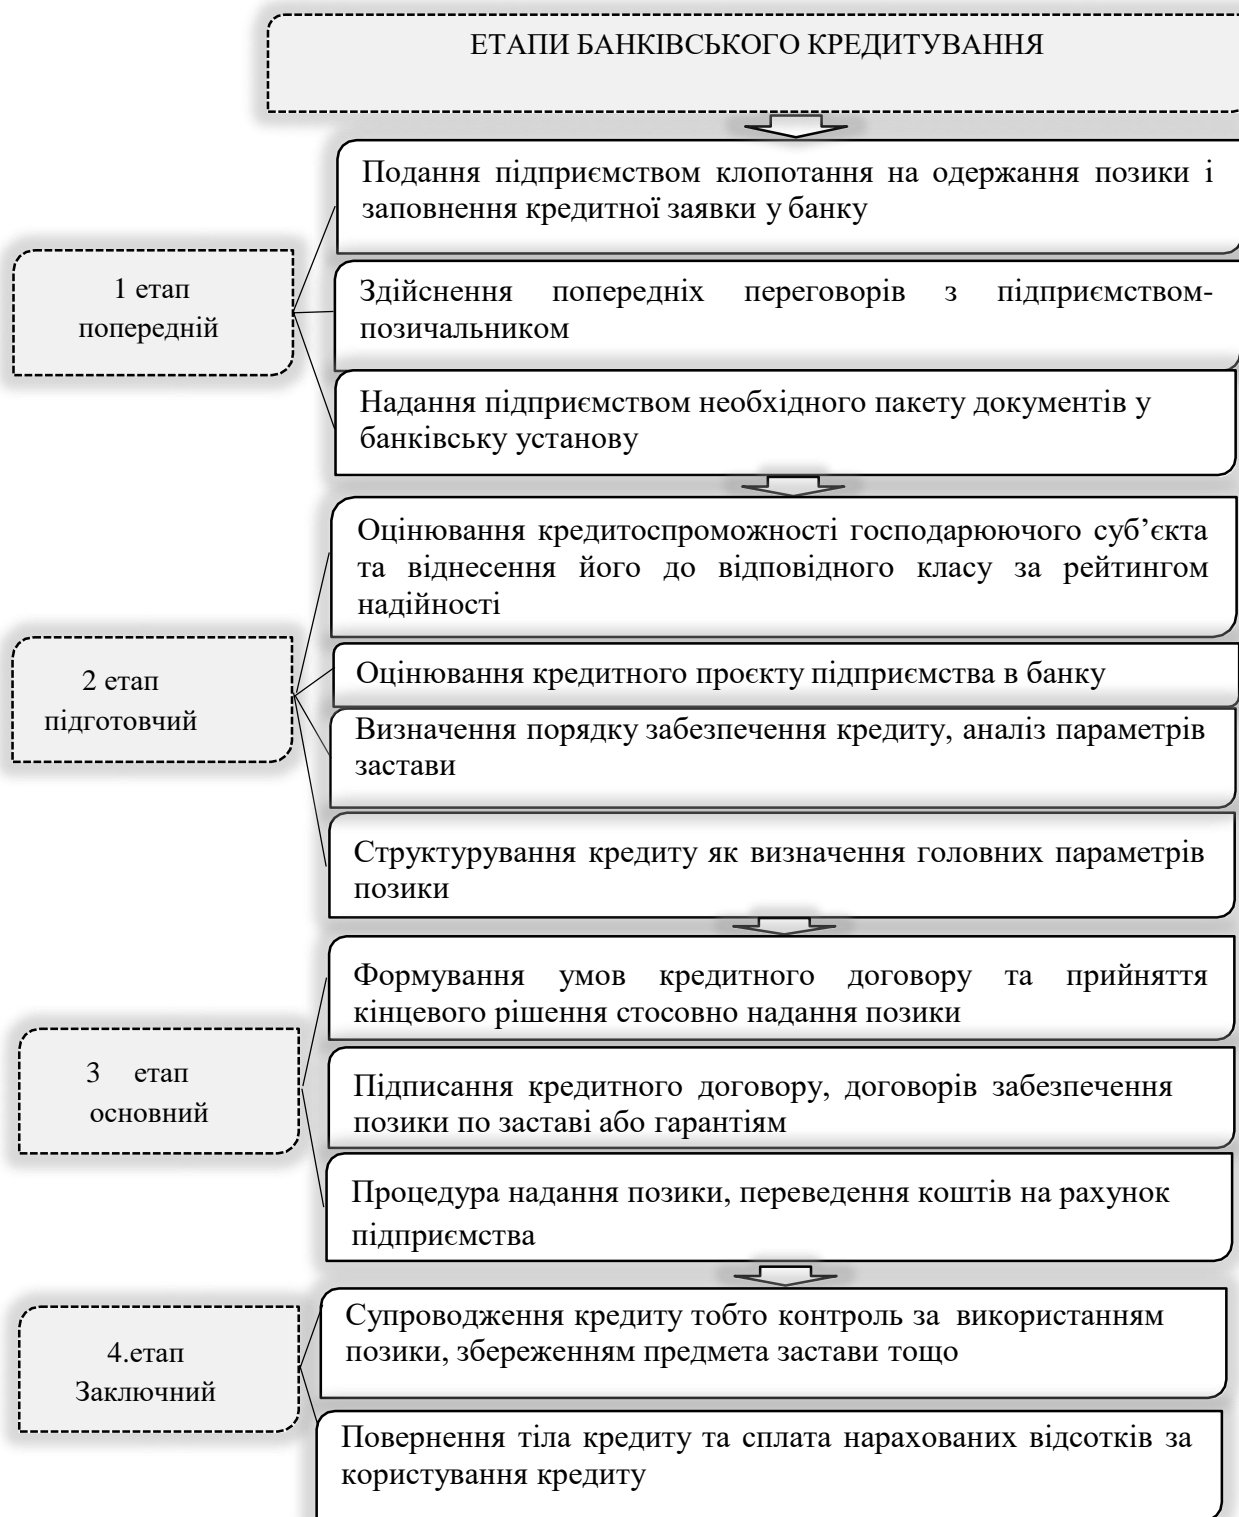 ЕТАПИ БАНКІВСЬКОГО КРЕДИТУВАННЯ
1 етап
попередній
Подання підприємством клопотання на одержання позики і
заповнення кредитної заявки у банку
Здійснення попередніх переговорів з підприємством-
позичальником
Надання підприємством необхідного пакету документів у
банківську установу
2 етап
підготовчий
Оцінювання кредитоспроможності господарюючого суб’єкта
та віднесення його до відповідного класу за рейтингом
надійності
Оцінювання кредитного проєкту підприємства в банку
Визначення порядку забезпечення кредиту, аналіз параметрів
застави
Структурування кредиту як визначення головних параметрів
позики
3 етап
основний
Формування умов кредитного договору та прийняття
кінцевого рішення стосовно надання позики
Підписання кредитного договору, договорів забезпечення
позики по заставі або гарантіям
Процедура надання позики, переведення коштів на рахунок
підприємства
4.етап
Заключний
Супроводження кредиту тобто контроль за використанням
позики, збереженням предмета застави тощо
Повернення тіла кредиту та сплата нарахованих відсотків за
користування кредиту